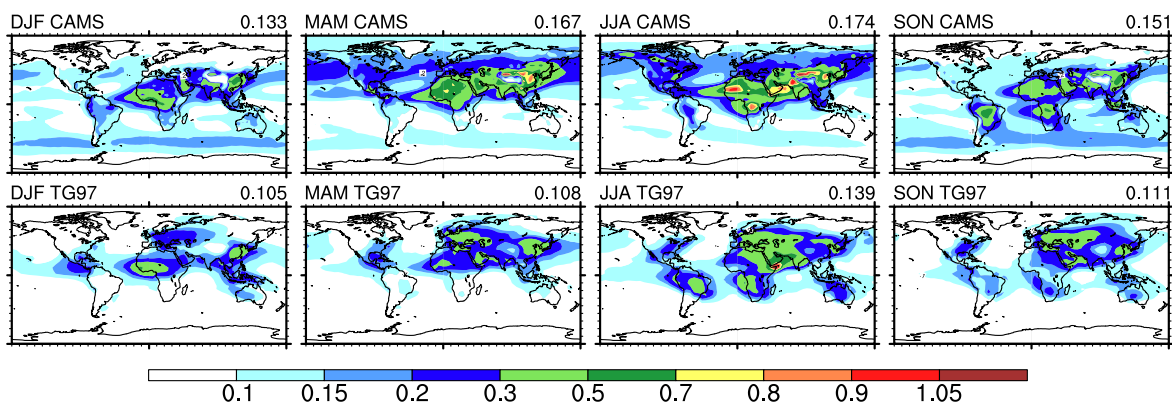 DJF CAMS 0.133
MAM CAMS 0.167
JJA CAMS 0.174
SON CAMS 0.151
DJF TG97 0.105
MAM TG97 0.108
JJA TG97 0.139
SON TG97 0.111
0.1 0.15 0.2 0.3 0.5 0.7 0.8 0.9 1.05